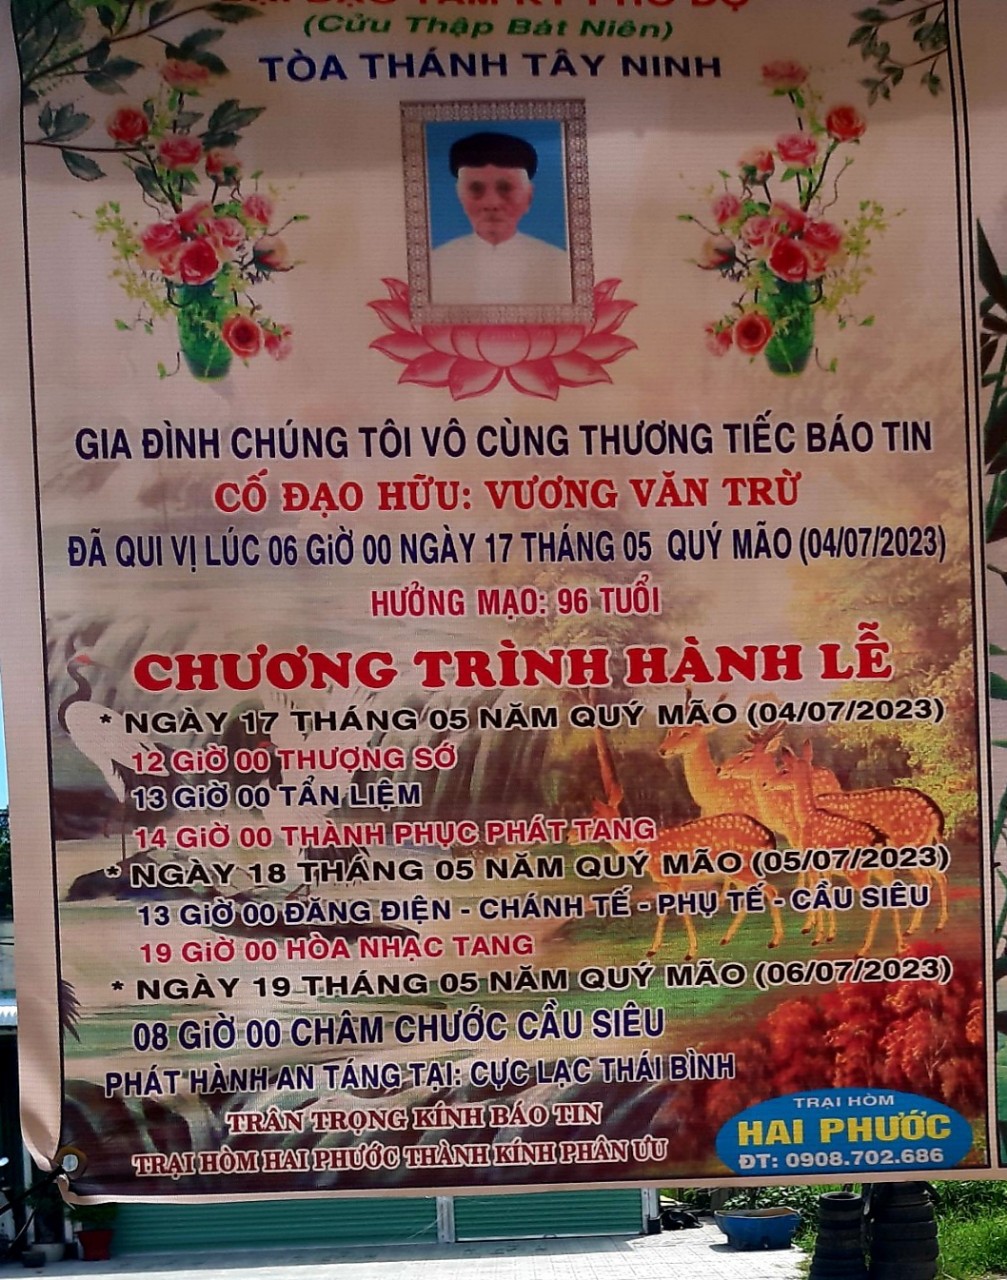 ĐẠI ĐẠO TAM KỲ PHỔ ĐỘ
(Cửu Thập Bát Niên)
TÒA THÁNH TÂY NINH
GIA ĐÌNH CHÚNG TÔI VÔ CÙNG THƯƠNG TIẾC BÁO TIN
CỐ ĐẠO HỮU: VƯƠNG VĂN TRỪ
ĐÃ QUI VỊ LÚC 06 GiỜ 00 NGÀY 17 THÁNG 05 QUÝ MÃO (04/07/2023)
HƯỞNG MẠO: 96 TUỔI
CHƯƠNG TRÌNH HÀNH LỄ
* NGÀY 17 THÁNG 05 NĂM QUÝ MÃO (04/07/2023)
12 GiỜ 00 THƯỢNG SỚ
13 GiỜ 00 TẨN LIỆM
14 GiỜ 00 THÀNH PHỤC PHÁT TANG
* NGÀY 18 THÁNG 05 NĂM QUÝ MÃO (05/07/2023)
13 GiỜ 00 ĐĂNG ĐIỆN - CHÁNH TẾ - PHỤ TẾ - CẦU SIÊU
19 GiỜ 00 HÒA NHẠC TANG
* NGÀY 19 THÁNG 05 NĂM QUÝ MÃO (06/07/2023)
08 GiỜ 00 CHÂM CHƯỚC CẦU SIÊU
PHÁT HÀNH AN TÁNG TẠI: CỰC LẠC THÁI BÌNH
TRÂN TRỌNG KÍNH BÁO TIN
TRẠI HÒM HAI PHƯỚC THÀNH KÍNH PHÂN ƯU
TRẠI HÒM
HAI PHƯỚC
ĐT: 0908.702.686